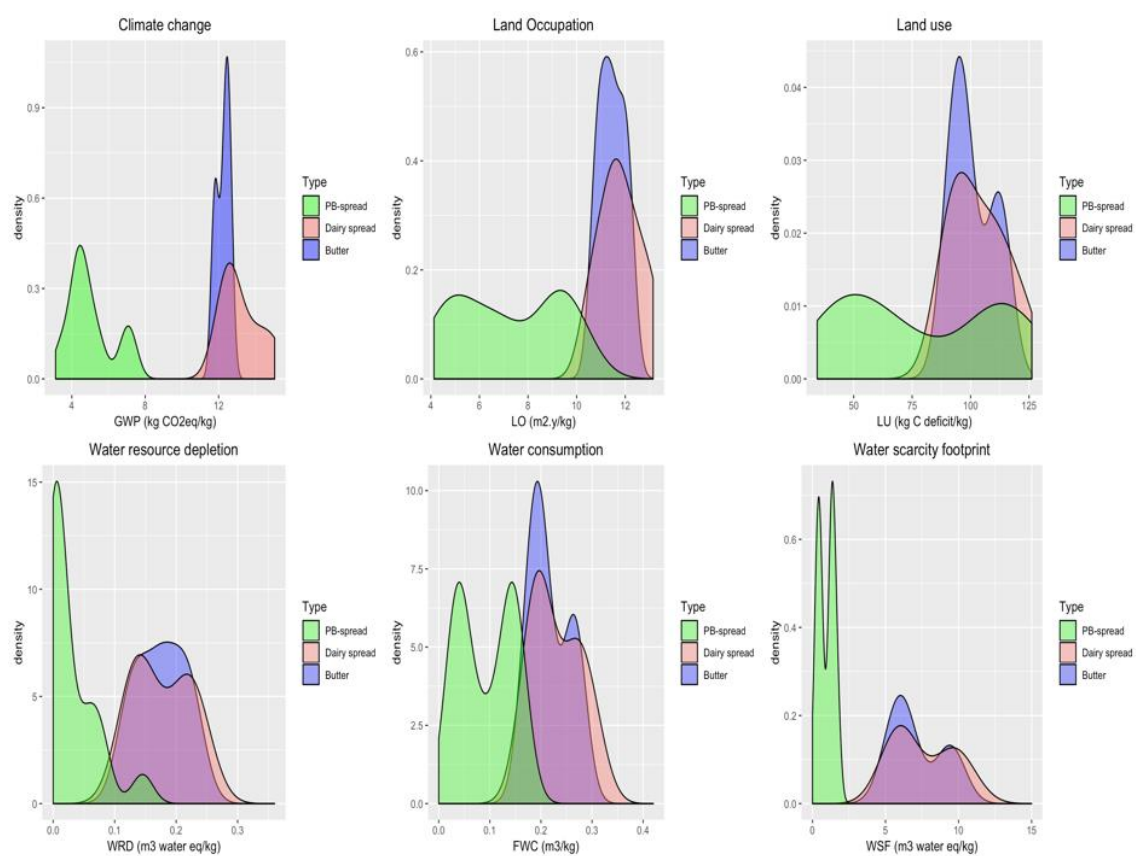 Climate change
density
0.9
0.6
0.3
0.0
4 8 12
GWP (kg CO2eq/kg)
Type
PB-spread
Dairy spread
Butter
Land Occupation
density
0.6
0.4
0.2
0.0
4 6 8 10 12
LO (m2.y/kg)
Type
PB-spread
Dairy spread
Butter
Land use
density
0.04
0.03
0.02
0.01
0.00
50 75 100 125
LU (kg C deficit/kg)
Type
PB-spread
Dairy spread
Butter
Water resource depletion
density
15
10
5
0
0.0 0.1 0.2 0.3
WRD (m3 water eq/kg)
Type
PB-spread
Dairy spread
Butter
Water consumption
density
10.0
7.5
5.0
2.5
0.0
0.0 0.1 0.2 0.3 0.4
FWC (m3/kg)
Type
PB-spread
Dairy spread
Butter
Water scarcity footprint
density
0.6
0.4
0.2
0.0
0 5 10 15
WSF (m3 water eq/kg)
Type
PB-spread
Dairy spread
Butter